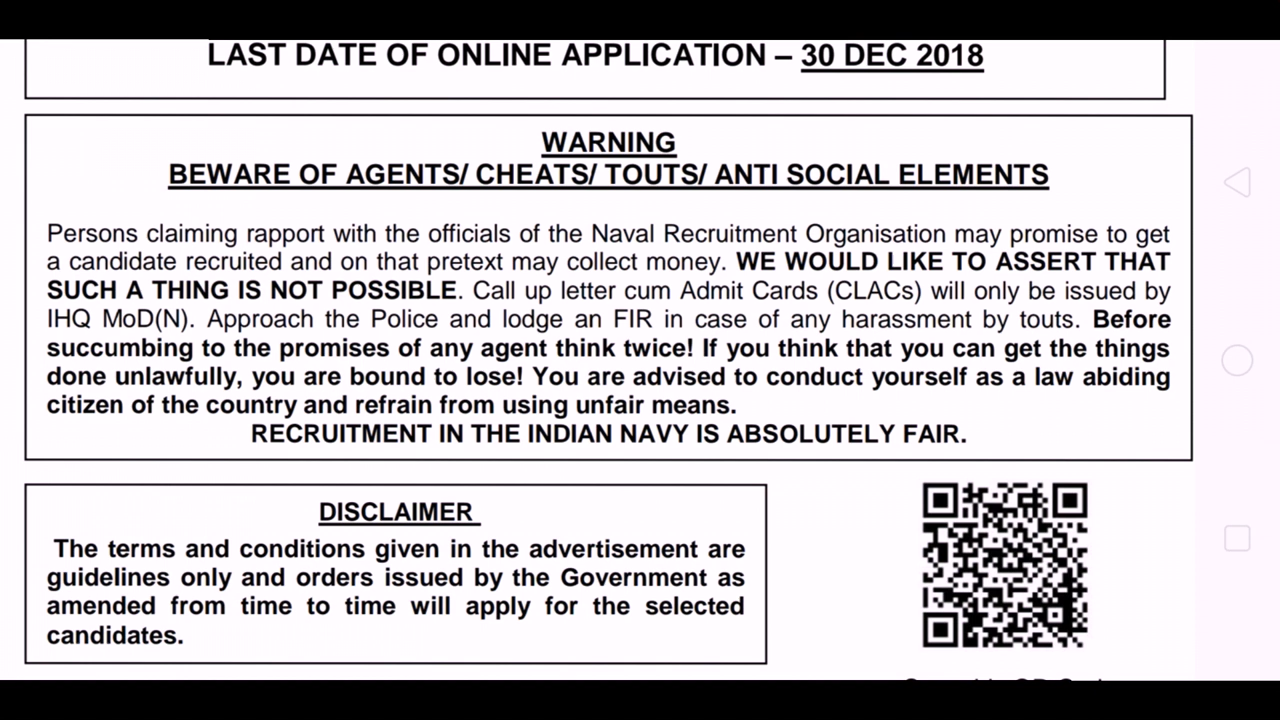 LAST DATE OF ONLINE APPLICATION – 30 DEC 2018
WARNING
BEWARE OF AGENTS/ CHEATS/ TOUTS/ ANTI SOCIAL ELEMENTS
Persons claiming rapport with the officials of the Naval Recruitment Organisation may promise to get
a candidate recruited and on that pretext may collect money. WE WOULD LIKE TO ASSERT THAT
SUCH A THING IS NOT POSSIBLE. Call up letter cum Admit Cards (CLACs) will only be issued by
IHQ MoD(N). Approach the Police and lodge an FIR in case of any harassment by touts. Before
succumbing to the promises of any agent think twice! If you think that you can get the things
done unlawfully, you are bound to lose! You are advised to conduct yourself as a law abiding
citizen of the country and refrain from using unfair means.
RECRUITMENT IN THE INDIAN NAVY IS ABSOLUTELY FAIR.
DISCLAIMER
The terms and conditions given in the advertisement are
guidelines only and orders issued by the Government as
amended from time to time will apply for the selected
candidates.